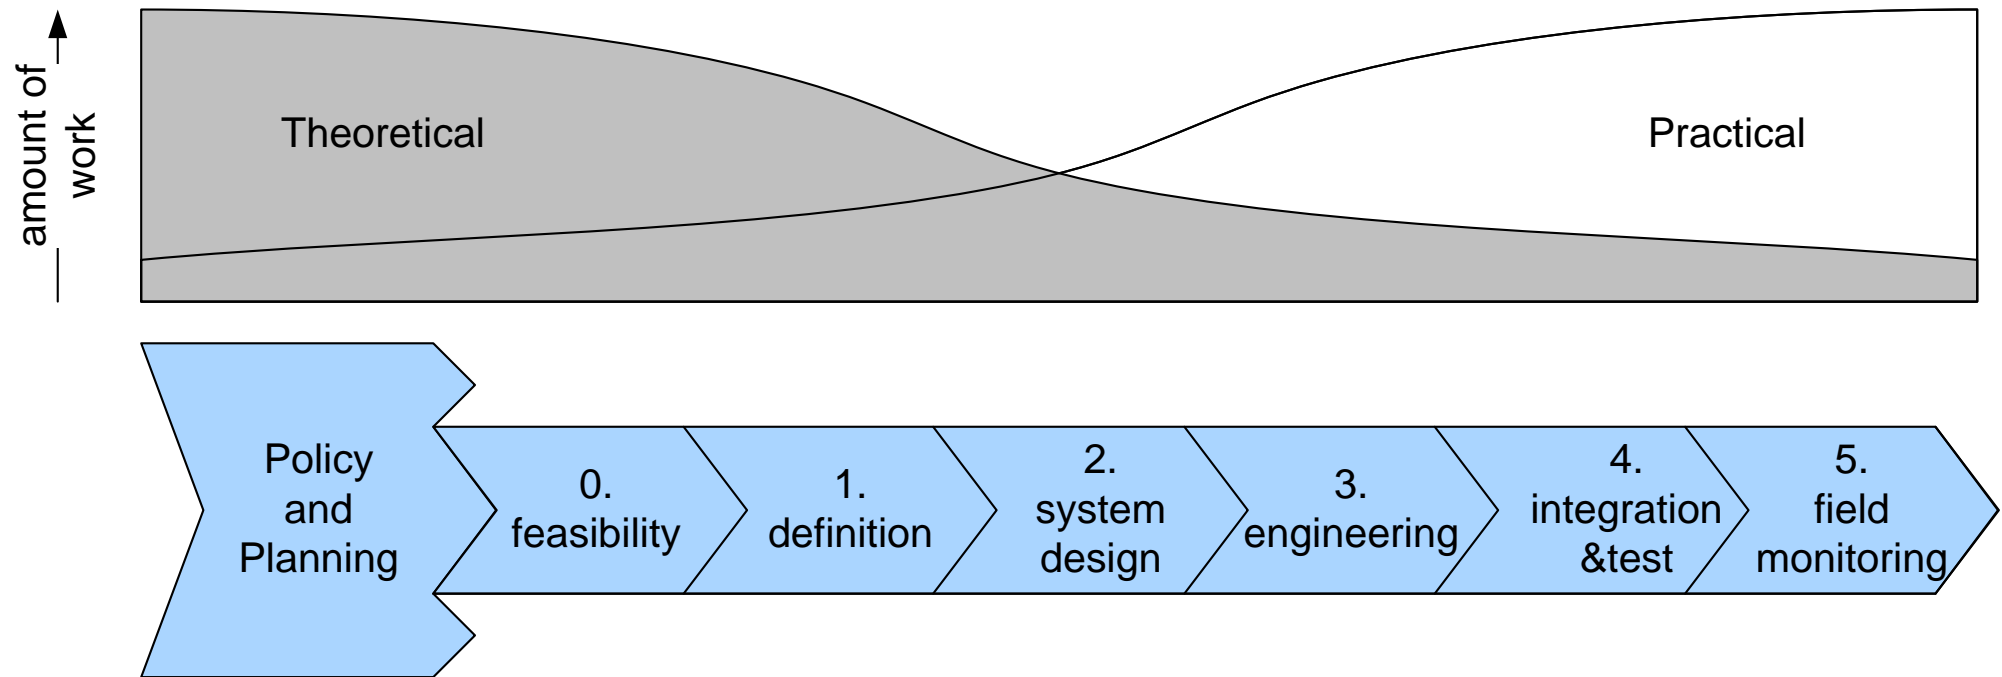 amount of
work
Theoretical
Practical
Policy
and
Planning
0.
feasibility
1.
definition
2.
system
design
3.
engineering
4.
integration
&test
5.
field
monitoring